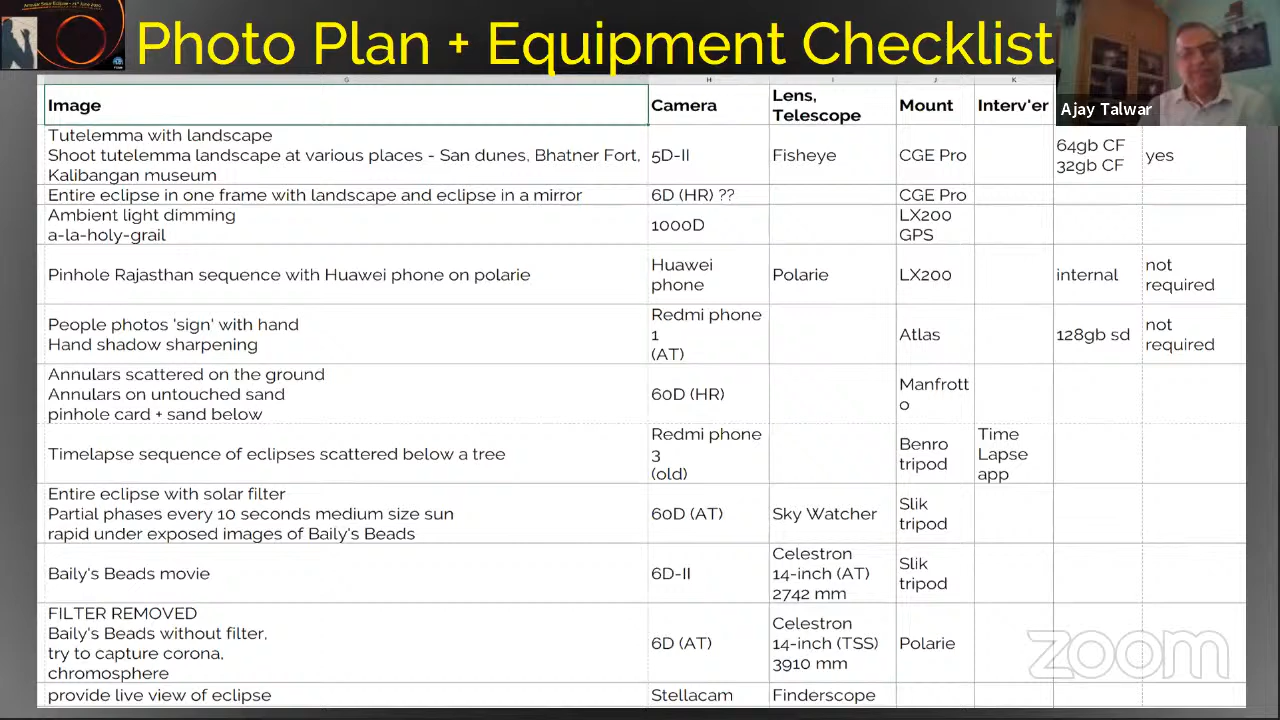 Annular Solar Eclipse - 21st June 2020
Photo Plan + Equipment Checklist
Ajay Talwar
G H I J K
Image Camera Lens, Telescope Mount Interv'er
Tutelemma with landscape
Shoot tutelemma landscape at various places - San dunes, Bhatner Fort,
Kalibangan museum
5D-II
Fisheye
CGE Pro
64gb CF
32gb CF
yes
Entire eclipse in one frame with landscape and eclipse in a mirror
6D (HR) ??
CGE Pro
Ambient light dimming
a-la-holy-grail
1000D
LX200
GPS
Pinhole Rajasthan sequence with Huawei phone on polarie
Huawei
phone
Polarie
LX200
internal
not
required
People photos 'sign' with hand
Hand shadow sharpening
Redmi phone
1
(AT)
Atlas
128gb sd
not
required
Annulars scattered on the ground
Annulars on untouched sand
pinhole card + sand below
60D (HR)
Manfrott
o
Timelapse sequence of eclipses scattered below a tree
Redmi phone
3
(old)
Benro
tripod
Time
Lapse
app
Entire eclipse with solar filter
Partial phases every 10 seconds medium size sun
rapid under exposed images of Baily's Beads
60D (AT)
Sky Watcher
Slik
tripod
Baily's Beads movie
6D-II
Celestron
14-inch (AT)
2742 mm
Slik
tripod
FILTER REMOVED
Baily's Beads without filter,
try to capture corona,
chromosphere
6D (AT)
Celestron
14-inch (TSS)
3910 mm
Polarie
provide live view of eclipse
Stellacam
Finderscope
zoom